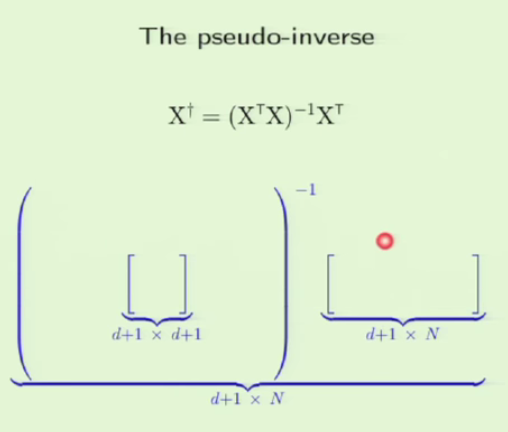 The pseudo-inverse
X† = (XᵀX)⁻¹Xᵀ
−1
d+1 × d+1
d+1 × N
d+1 × N